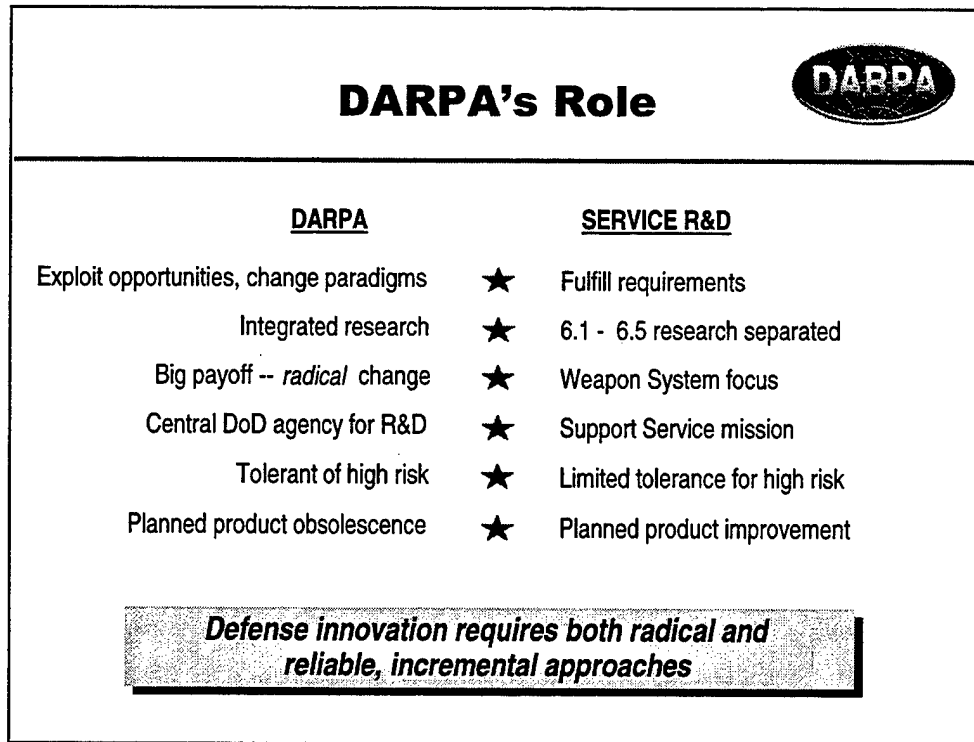 DARPA's Role
DARPA
DARPA
SERVICE R&D
Exploit opportunities, change paradigms ★ Fulfill requirements
Integrated research ★ 6.1 - 6.5 research separated
Big payoff -- radical change ★ Weapon System focus
Central DoD agency for R&D ★ Support Service mission
Tolerant of high risk ★ Limited tolerance for high risk
Planned product obsolescence ★ Planned product improvement
Defense innovation requires both radical and
reliable, incremental approaches